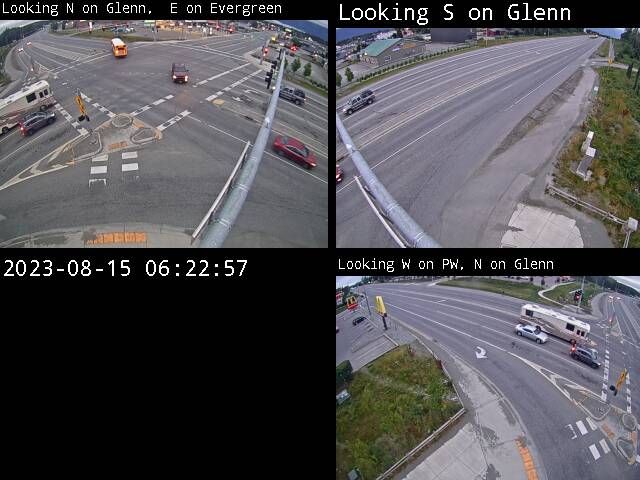 Looking N on Glenn,  E on Evergreen
Looking S on Glenn
2023-08-15 06:22:57
Looking W on PW, N on Glenn